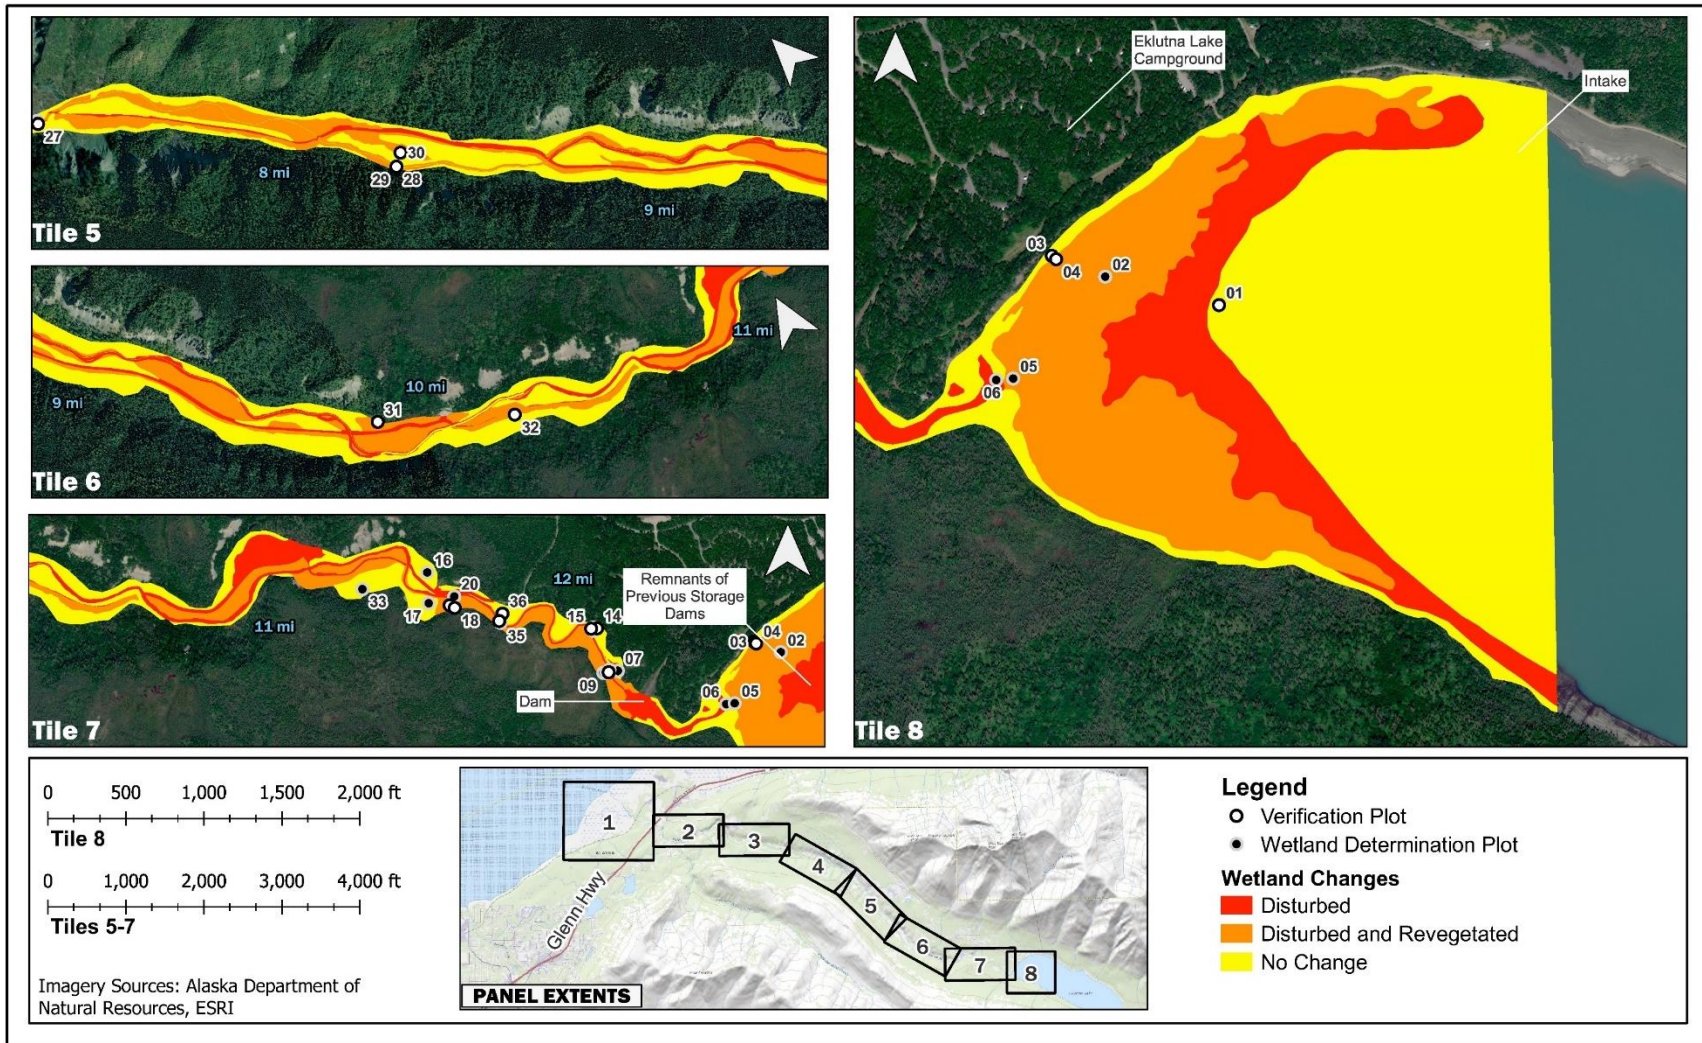 27
30
29
28
8 mi
9 mi
Tile 5
9 mi
31
10 mi
32
11 mi
Tile 6
16
33
17
20
18
36
35
12 mi
15
14
11 mi
07
09
Dam
Remnants of
Previous Storage
Dams
03
04
02
06
05
Tile 7
Eklutna Lake
Campground
Intake
03
04
02
01
05
06
Tile 8
0 500 1,000 1,500 2,000 ft
Tile 8
0 1,000 2,000 3,000 4,000 ft
Tiles 5-7
Imagery Sources: Alaska Department of
Natural Resources, ESRI
1
2
3
4
5
6
7
8
Glenn Hwy
PANEL EXTENTS
Legend
Verification Plot
Wetland Determination Plot
Wetland Changes
Disturbed
Disturbed and Revegetated
No Change